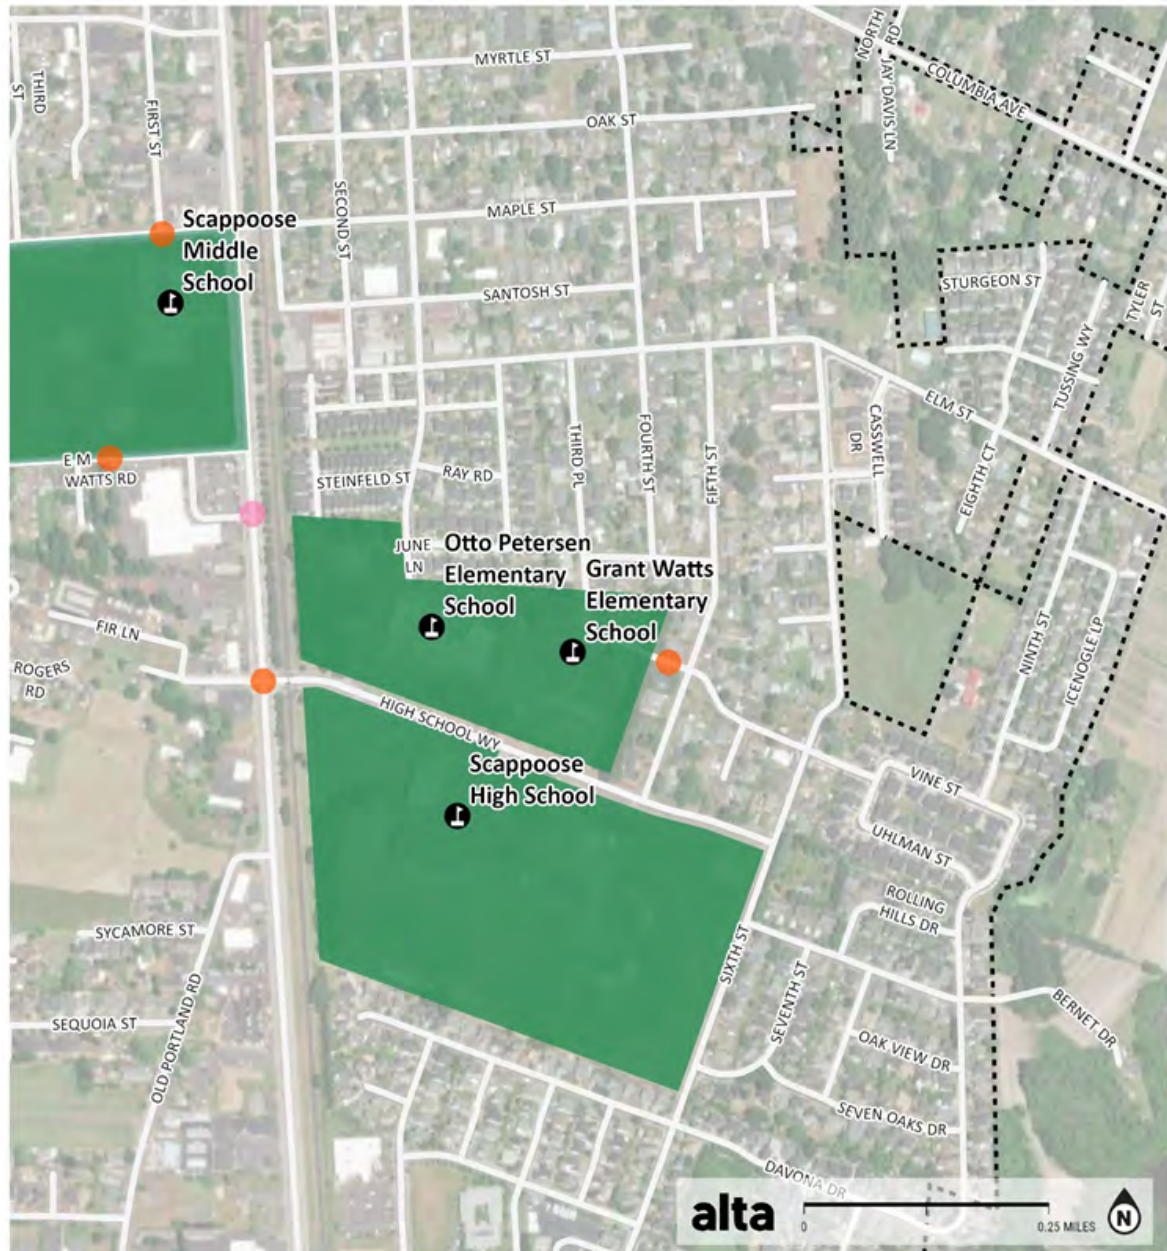 THIRD
ST
FIRST ST
MYRTLE ST
NORTH
RD
JAY DAVIS LN
COLUMBIA AVE
OAK ST
SECOND ST
MAPLE ST
Scappoose
Middle
School
SANTOSH ST
STURGEON ST
TYLER
ST
TUSSING WY
ELM ST
CASSWELL
DR
EIGHTH CT
E M
WATTS RD
STEINFELD ST
RAY RD
THIRD PL
FOURTH ST
FIFTH ST
JUNE
LN
Otto Petersen
Elementary
School
Grant Watts
Elementary
School
NINTH ST
ICENOGLE LP
FIR LN
ROGERS
RD
HIGH SCHOOL WY
Scappoose
High School
VINE ST
UHLMAN ST
ROLLING
HILLS DR
SYCAMORE ST
SIXTH ST
SEVENTH ST
BERNET DR
SEQUOIA ST
OLD PORTLAND RD
OAK VIEW DR
SEVEN OAKS DR
DAVONA DR
alta
0
0.25 MILES
N